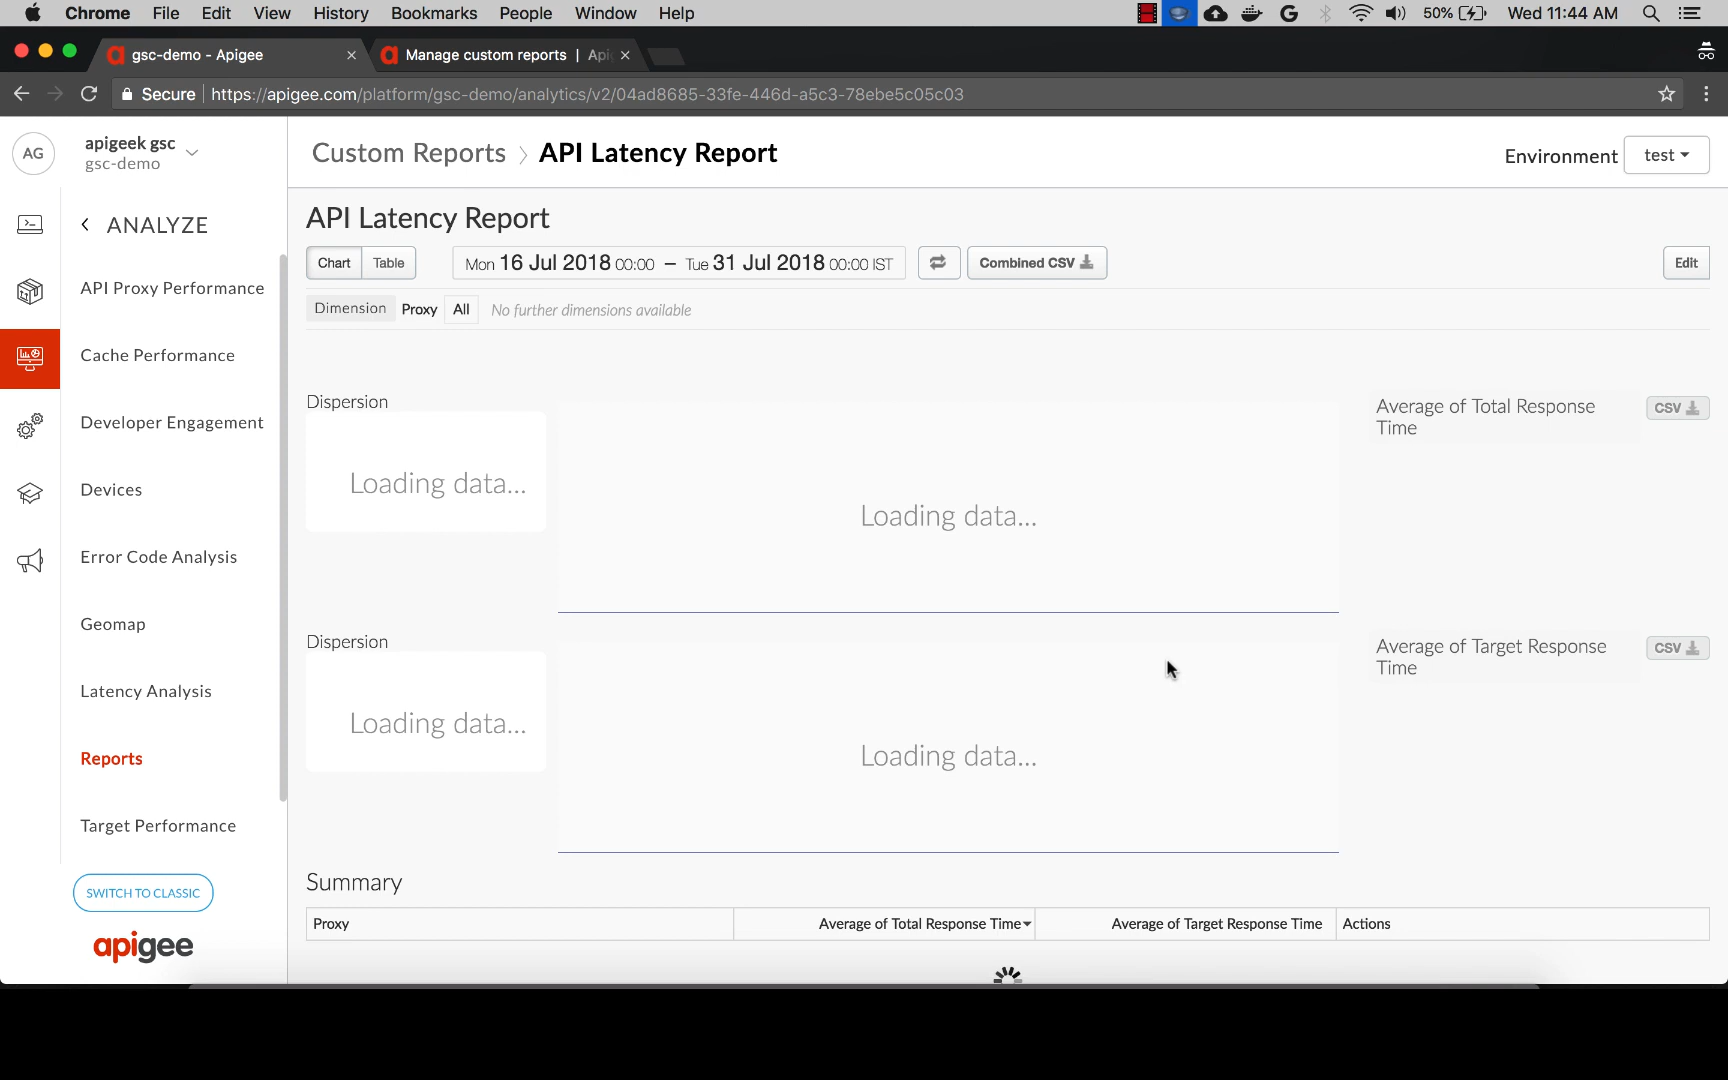 Chrome File Edit View History Bookmarks People Window Help 50% Wed 11:44 AM
gsc-demo - Apigee Manage custom reports |
Secure https://apigee.com/platform/gsc-demo/analytics/v2/04ad8685-33fe-446d-a5c3-78ebe5c05c03
AG apigeek gsc
gsc-demo
Custom Reports > API Latency Report
Environment test
ANALYZE
API Proxy Performance
Cache Performance
Developer Engagement
Devices
Error Code Analysis
Geomap
Latency Analysis
Reports
Target Performance
SWITCH TO CLASSIC
apigee
API Latency Report
Chart Table Mon 16 Jul 2018 00:00 – Tue 31 Jul 2018 00:00 IST Combined CSV Edit
Dimension Proxy All No further dimensions available
Dispersion
Loading data...
Loading data...
Average of Total Response
Time
CSV
Dispersion
Loading data...
Loading data...
Average of Target Response
Time
CSV
Summary
Proxy Average of Total Response Time Average of Target Response Time Actions